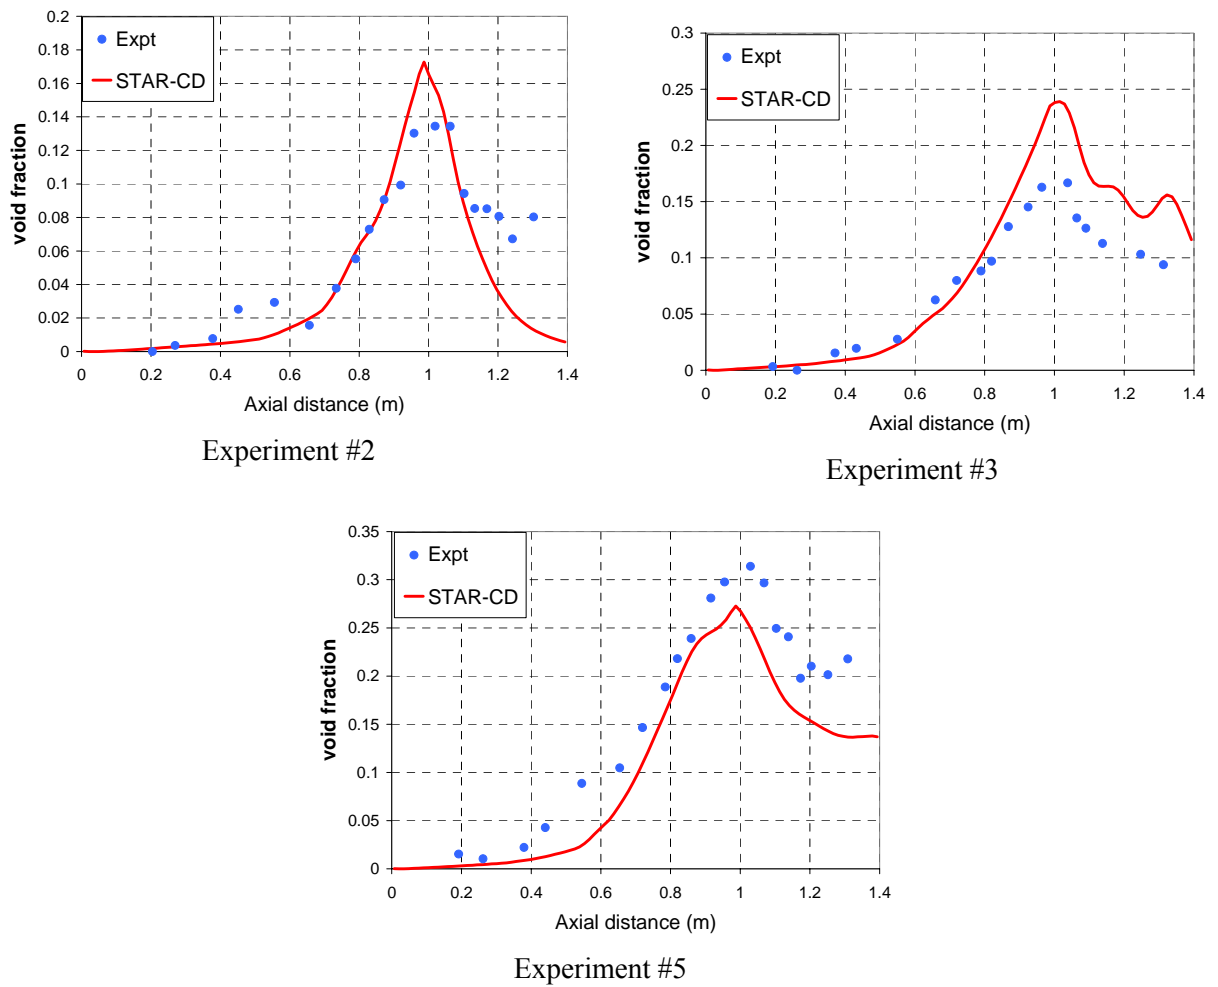 0.2
0.18
0.16
0.14
0.12
0.1
0.08
0.06
0.04
0.02
0
void fraction
Expt
STAR-CD
0 0.2 0.4 0.6 0.8 1 1.2 1.4
Axial distance (m)
Experiment #2
0.3
0.25
0.2
0.15
0.1
0.05
0
void fraction
Expt
STAR-CD
0 0.2 0.4 0.6 0.8 1 1.2 1.4
Axial distance (m)
Experiment #3
0.35
0.3
0.25
0.2
0.15
0.1
0.05
0
void fraction
Expt
STAR-CD
0 0.2 0.4 0.6 0.8 1 1.2 1.4
Axial distance (m)
Experiment #5